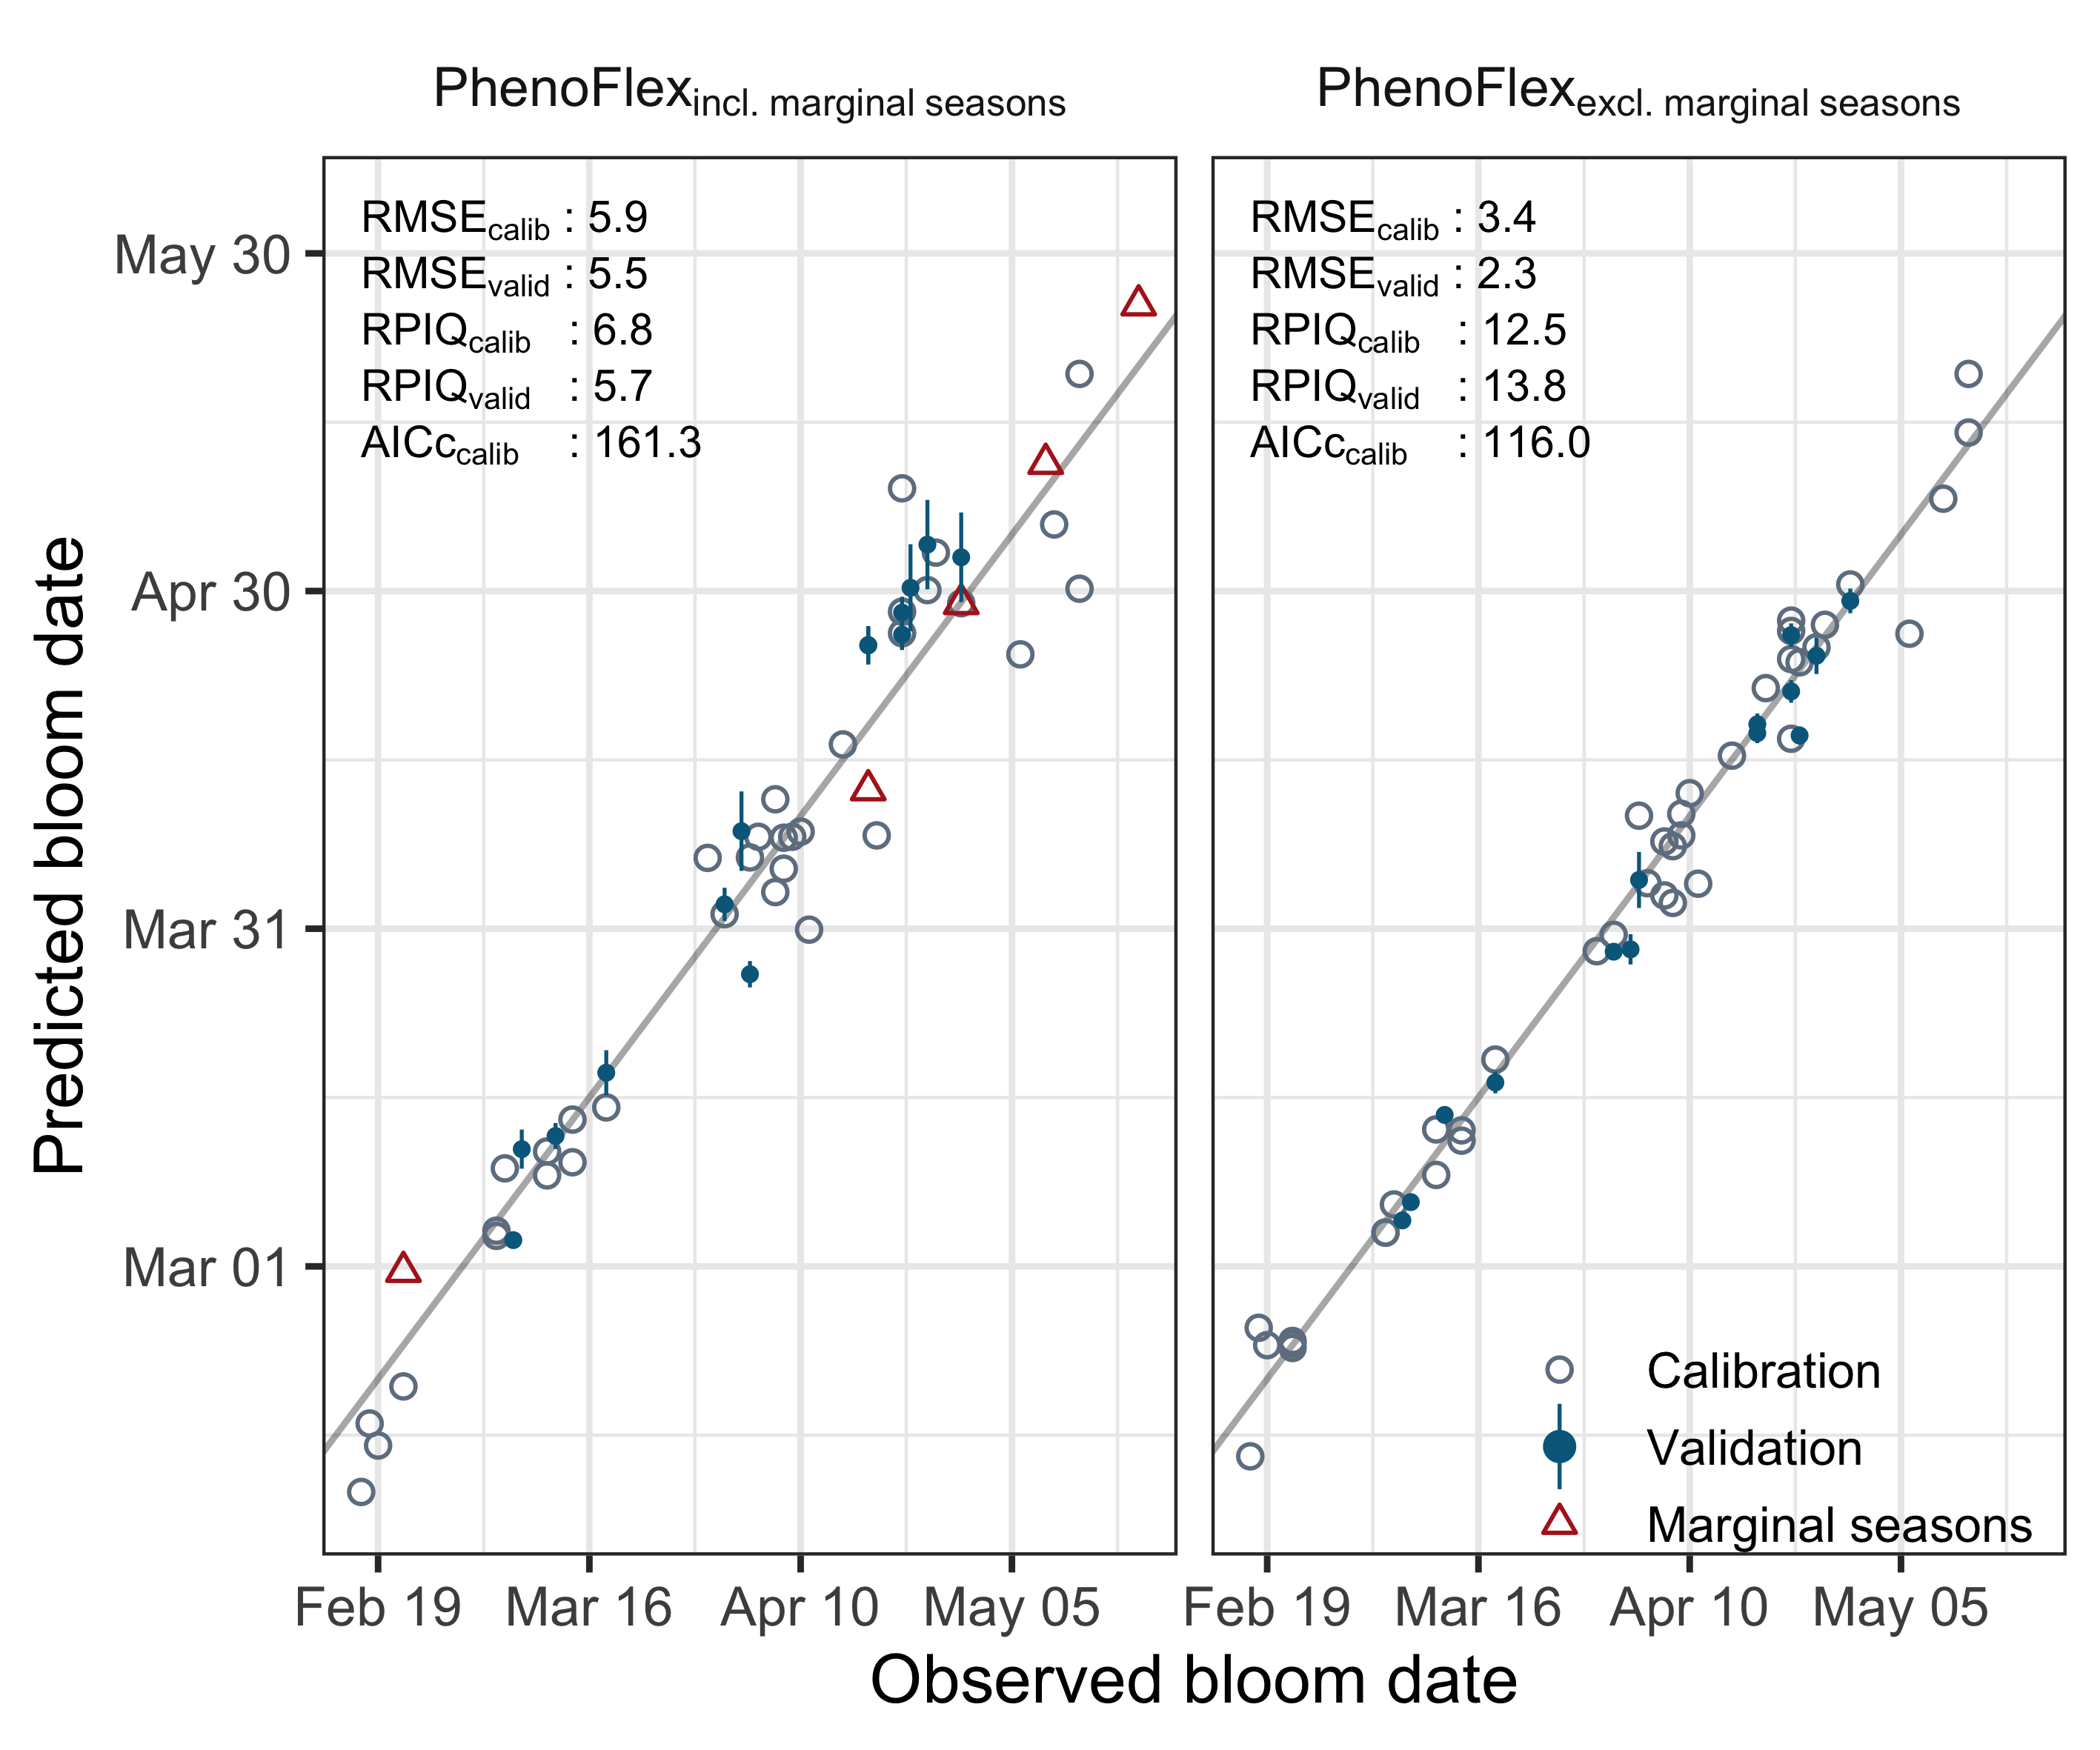 PhenoFlexincl. marginal seasons
PhenoFlexexcl. marginal seasons
RMSEcalib : 5.9
RMSEvalid : 5.5
RPIQcalib : 6.8
RPIQvalid : 5.7
AICccalib : 161.3
RMSEcalib : 3.4
RMSEvalid : 2.3
RPIQcalib : 12.5
RPIQvalid : 13.8
AICccalib : 116.0
Predicted bloom date
May 30
Apr 30
Mar 31
Mar 01
Calibration
Validation
Marginal seasons
Feb 19 Mar 16 Apr 10 May 05
Feb 19 Mar 16 Apr 10 May 05
Observed bloom date